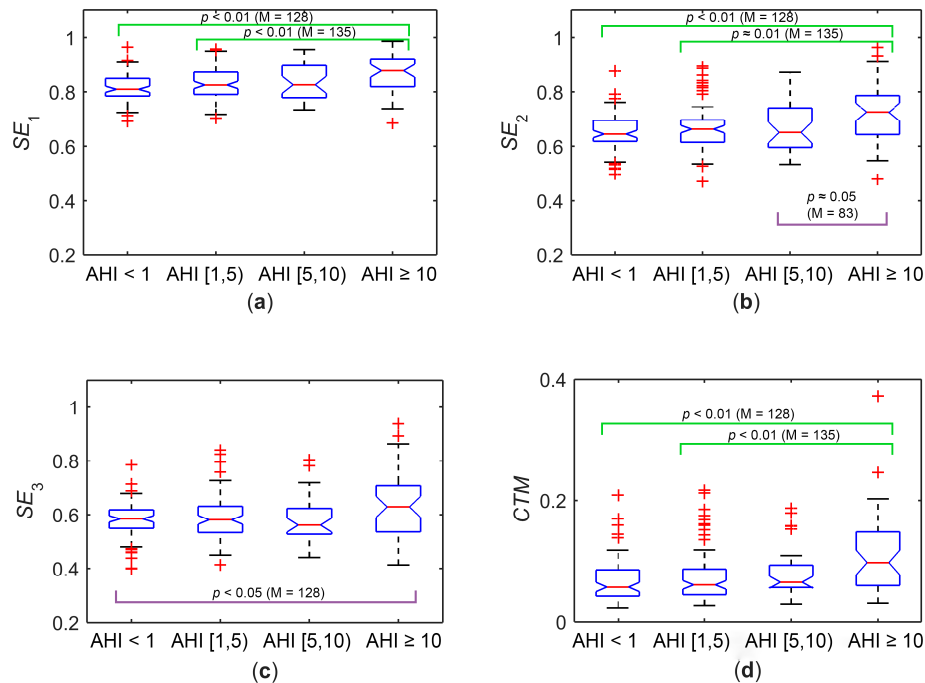 p < 0.01 (M = 128)
p < 0.01 (M = 135)
1
0.8
0.6
0.4
0.2
SE1
AHI < 1 AHI [1,5) AHI [5,10) AHI ≥ 10
(a)
p < 0.01 (M = 128)
p ≈ 0.01 (M = 135)
p ≈ 0.05
(M = 83)
1
0.8
0.6
0.4
0.2
SE2
AHI < 1 AHI [1,5) AHI [5,10) AHI ≥ 10
(b)
1
0.8
0.6
0.4
0.2
SE3
p < 0.05 (M = 128)
AHI < 1 AHI [1,5) AHI [5,10) AHI ≥ 10
(c)
0.4
0.2
0
CTM
p < 0.01 (M = 128)
p < 0.01 (M = 135)
AHI < 1 AHI [1,5) AHI [5,10) AHI ≥ 10
(d)